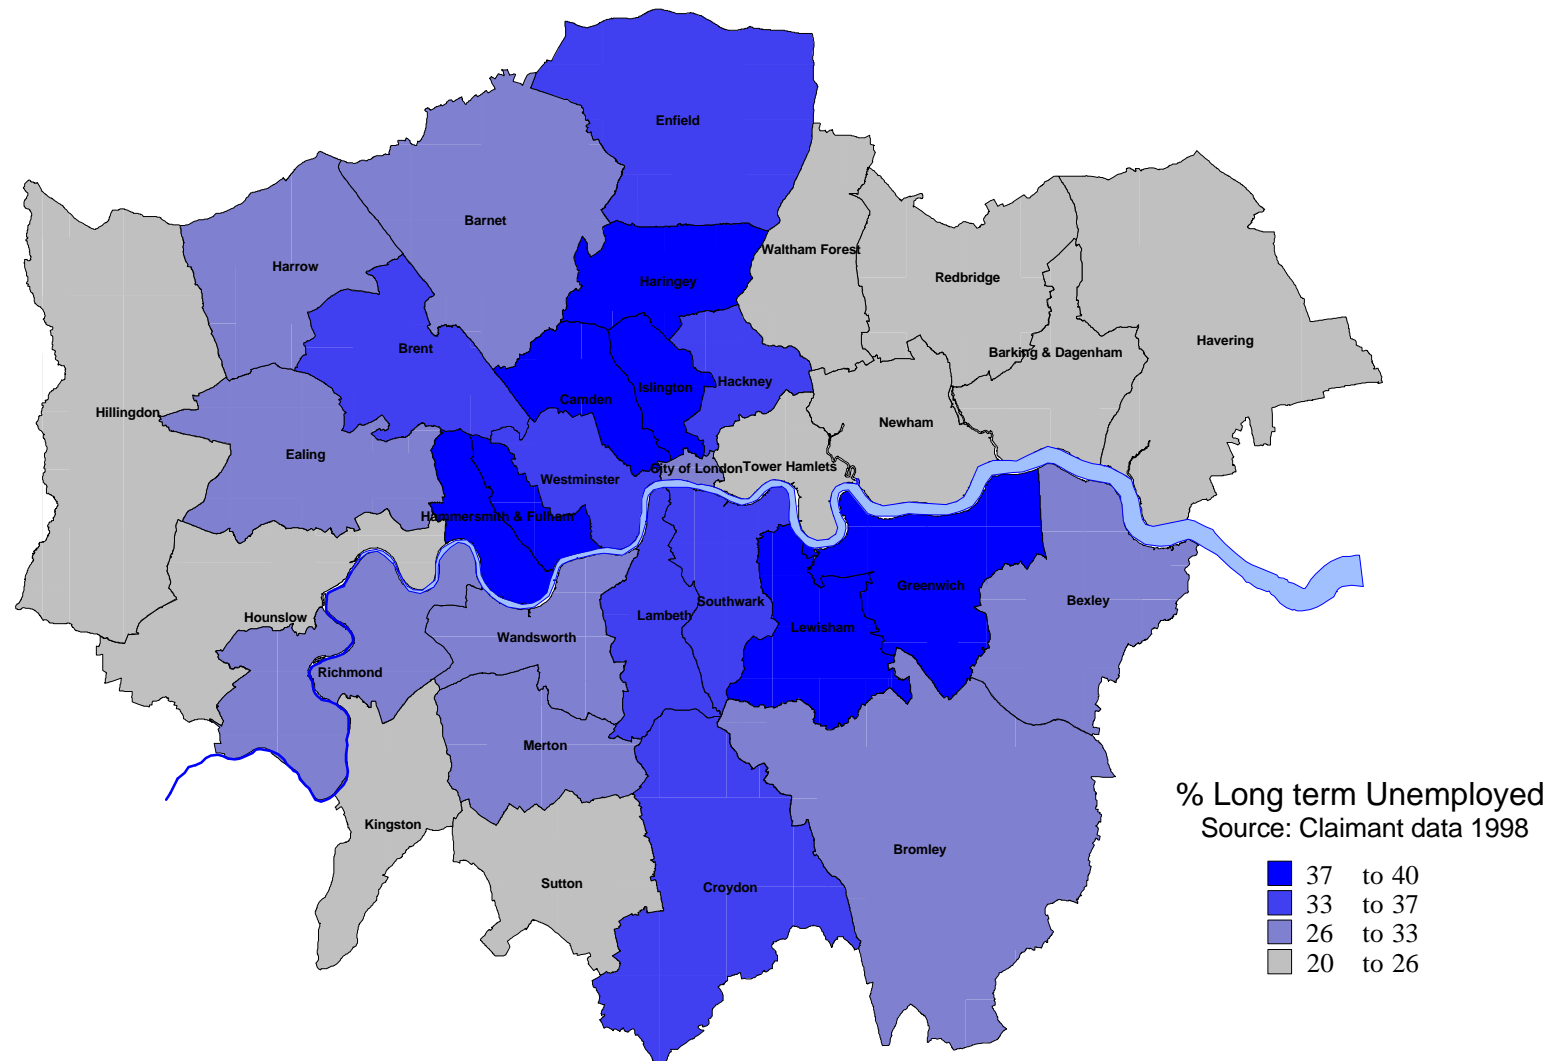 Enfield
Barnet
Waltham Forest
Harrow
Redbridge
Haringey
Havering
Brent
Barking & Dagenham
Hackney
Islington
Camden
Hillingdon
Newham
Ealing
City of London
Tower Hamlets
Westminster
Hammersmith & Fulham
Greenwich
Bexley
Southwark
Lambeth
Hounslow
Lewisham
Wandsworth
Richmond
Merton
Kingston
Bromley
Sutton
Croydon
% Long term Unemployed
Source: Claimant data 1998
37 to 40
33 to 37
26 to 33
20 to 26